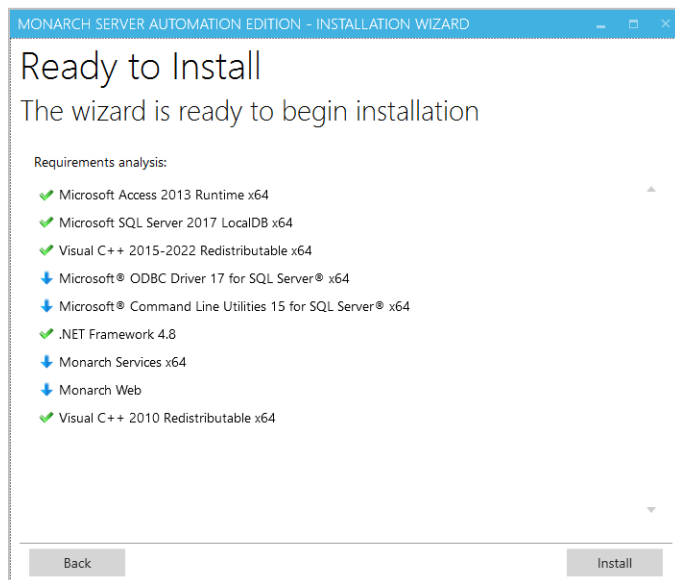 MONARCH SERVER AUTOMATION EDITION - INSTALLATION WIZARD
Ready to Install
The wizard is ready to begin installation
Requirements analysis:
Microsoft Access 2013 Runtime x64
Microsoft SQL Server 2017 LocalDB x64
Visual C++ 2015-2022 Redistributable x64
Microsoft® ODBC Driver 17 for SQL Server® x64
Microsoft® Command Line Utilities 15 for SQL Server® x64
.NET Framework 4.8
Monarch Services x64
Monarch Web
Visual C++ 2010 Redistributable x64
Back
Install